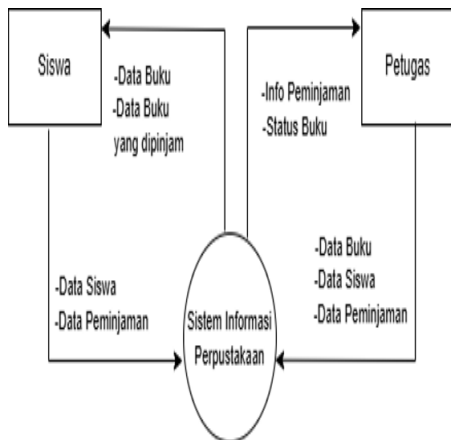 Siswa
-Data Buku
-Data Buku
yang dipinjam
-Info Peminjaman
-Status Buku
Petugas
-Data Siswa
-Data Peminjaman
Sistem Informasi
Perpustakaan
-Data Buku
-Data Siswa
-Data Peminjaman